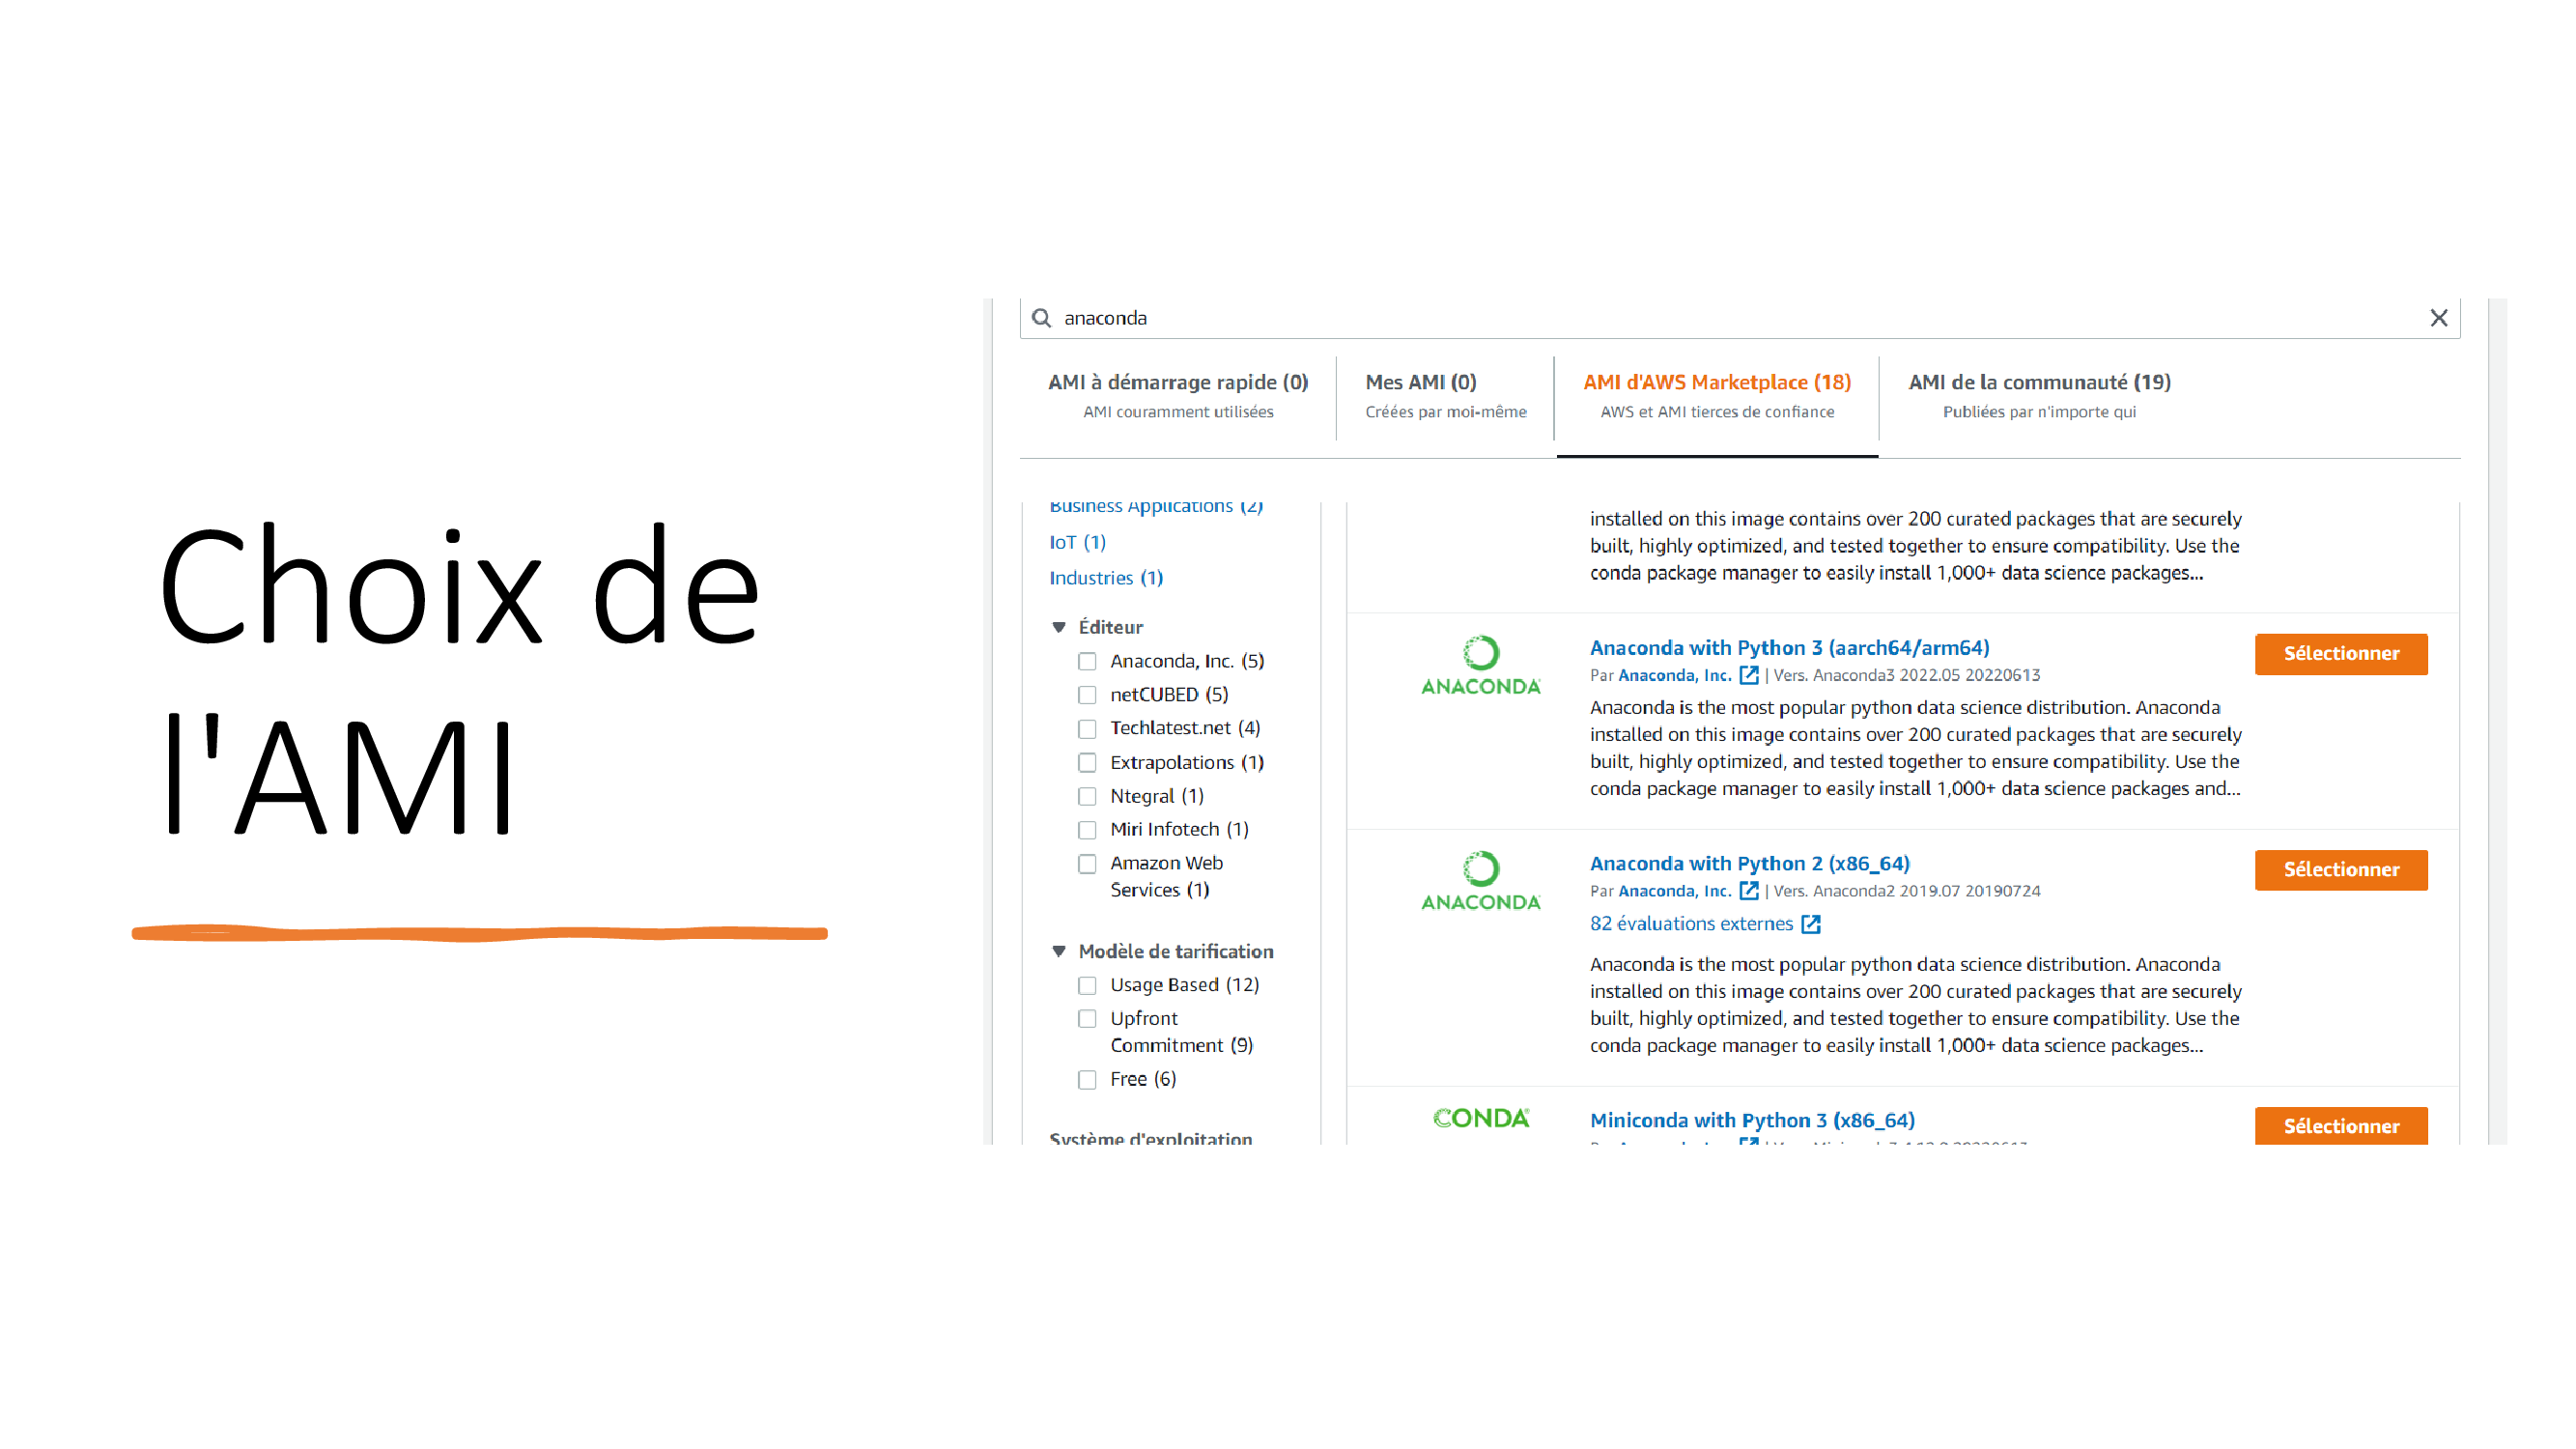 Choix de
l'AMI
anaconda
AMI à démarrage rapide (0)
AMI couramment utilisées
Mes AMI (0)
Créées par moi-même
AMI d'AWS Marketplace (18)
AWS et AMI tierces de confiance
AMI de la communauté (19)
Publiées par n'importe qui
Business Applications (2)
IoT (1)
Industries (1)
Éditeur
Anaconda, Inc. (5)
netCUBED (5)
Techlatest.net (4)
Extrapolations (1)
Ntegral (1)
Miri Infotech (1)
Amazon Web
Services (1)
Modèle de tarification
Usage Based (12)
Upfront
Commitment (9)
Free (6)
Système d'exploitation
installed on this image contains over 200 curated packages that are securely
built, highly optimized, and tested together to ensure compatibility. Use the
conda package manager to easily install 1,000+ data science packages...
ANACONDA
Anaconda with Python 3 (aarch64/arm64)
Par Anaconda, Inc. | Vers. Anaconda3 2022.05 20220613
Anaconda is the most popular python data science distribution. Anaconda
installed on this image contains over 200 curated packages that are securely
built, highly optimized, and tested together to ensure compatibility. Use the
conda package manager to easily install 1,000+ data science packages and...
Sélectionner
ANACONDA
Anaconda with Python 2 (x86_64)
Par Anaconda, Inc. | Vers. Anaconda2 2019.07 20190724
82 évaluations externes
Anaconda is the most popular python data science distribution. Anaconda
installed on this image contains over 200 curated packages that are securely
built, highly optimized, and tested together to ensure compatibility. Use the
conda package manager to easily install 1,000+ data science packages...
Sélectionner
CONDA
Miniconda with Python 3 (x86_64)
Sélectionner